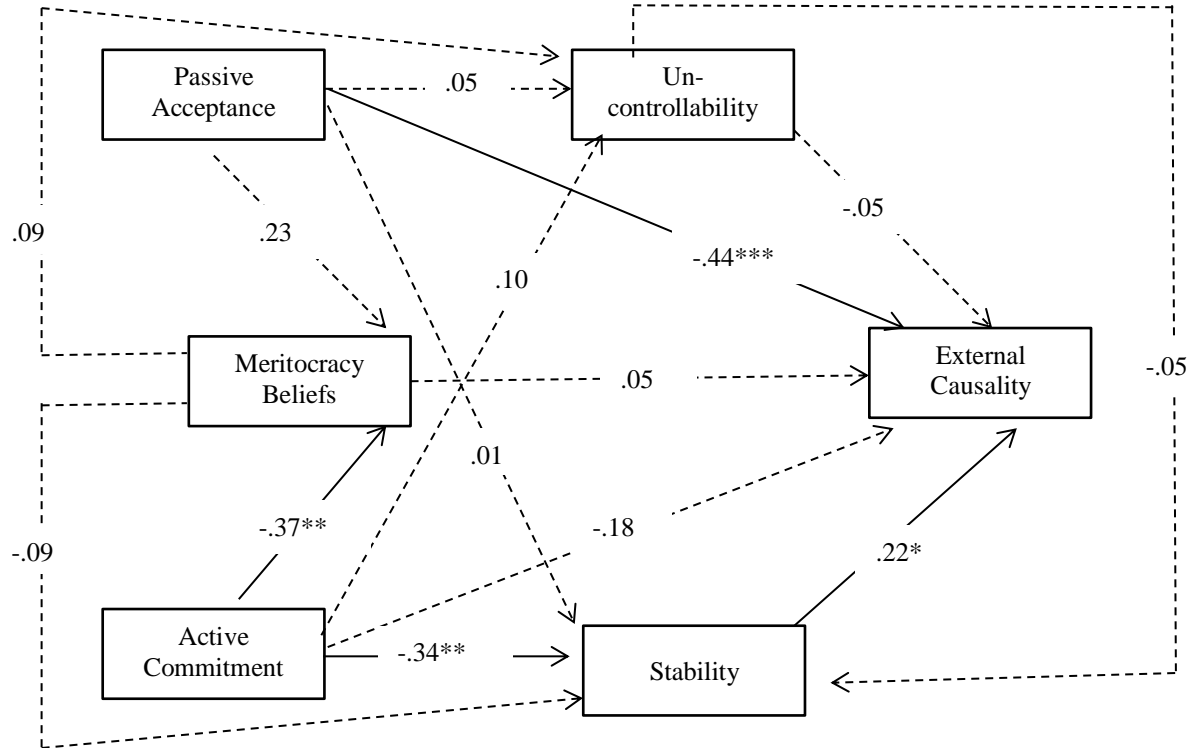 Passive
Acceptance
.05
Un-
controllability
.09
.23
-.05
-.44***
.10
Meritocracy
Beliefs
.05
External
Causality
-.05
.01
-.37**
-.18
.22*
-.09
Active
Commitment
-.34**
Stability